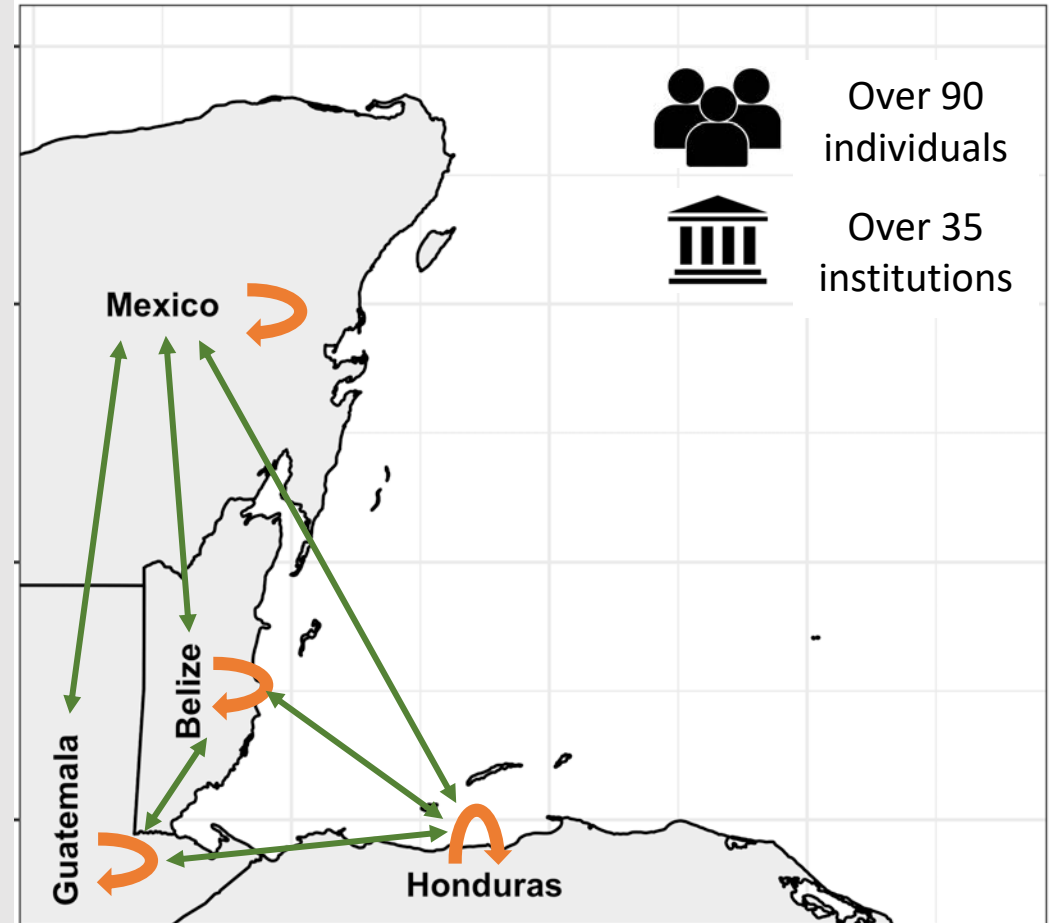 Over 90
individuals
Over 35
institutions
Mexico
Belize
Guatemala
Honduras